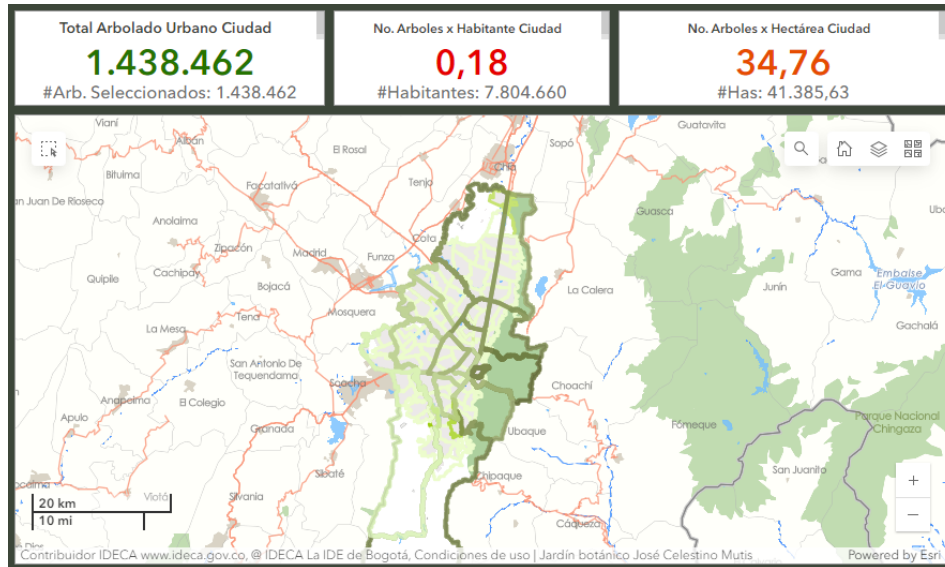 Total Arbolado Urbano Ciudad
1.438.462
#Arb. Seleccionados: 1.438.462
No. Arboles x Habitante Ciudad
0,18
#Habitantes: 7.804.660
No. Arboles x Hectárea Ciudad
34,76
#Has: 41.385,63
Vianí
Albán
El Rosal
Sopó
Guatavita
Bituima
Chía
Tenjo
Facatativá
San Juan De Rioseco
Guasca
Anolaima
Cota
Zipacón
Madrid
Funza
Cachipay
Gama
Embalse
El Guavio
Quipile
La Calera
Junín
Bojacá
Mosquera
Tena
Gachalá
La Mesa
San Antonio De
Tequendama
Soacha
Choachí
Anapoima
El Colegio
Apulo
Parque Nacional
Chingaza
Fómeque
Granada
Ubaque
San Juanito
Sibaté
Chipaque
Viotá
Silvania
Cáqueza
20 km
10 mi
+
−
Contribuidor IDECA www.ideca.gov.co, @ IDECA La IDE de Bogotá, Condiciones de uso | Jardín botánico José Celestino Mutis
Powered by Esri